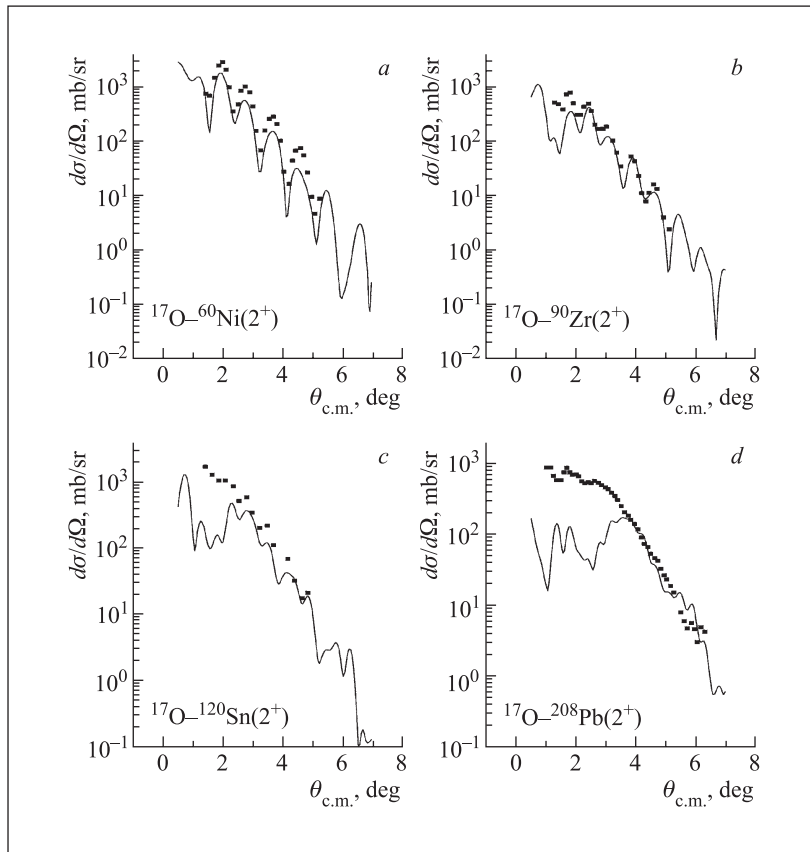 a
dσ/dΩ, mb/sr
10³
10²
10¹
10⁰
10⁻¹
10⁻²
¹⁷O–⁶⁰Ni(2⁺)
0 2 4 6 8
θc.m., deg
b
dσ/dΩ, mb/sr
10³
10²
10¹
10⁰
10⁻¹
10⁻²
¹⁷O–⁹⁰Zr(2⁺)
0 2 4 6 8
θc.m., deg
c
dσ/dΩ, mb/sr
10³
10²
10¹
10⁰
10⁻¹
¹⁷O–¹²⁰Sn(2⁺)
0 2 4 6 8
θc.m., deg
d
dσ/dΩ, mb/sr
10³
10²
10¹
10⁰
10⁻¹
¹⁷O–²⁰⁸Pb(2⁺)
0 2 4 6 8
θc.m., deg